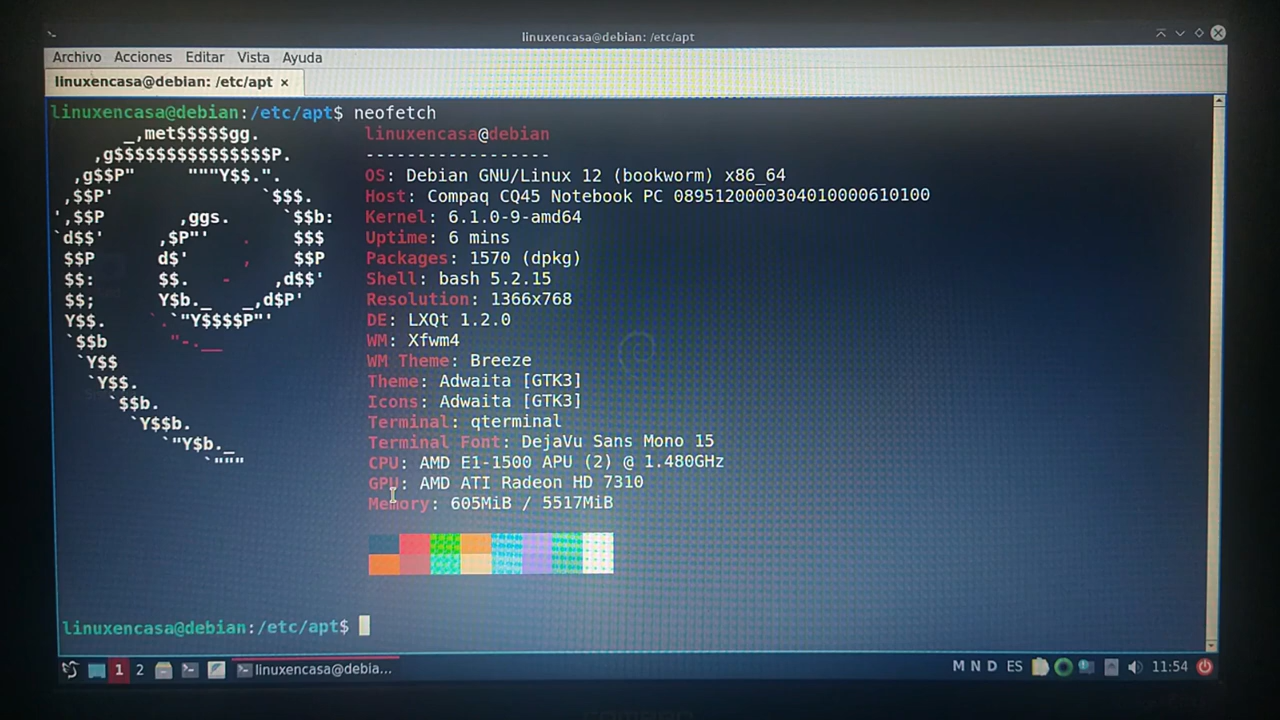 linuxencasa@debian: /etc/apt
Archivo Acciones Editar Vista Ayuda
linuxencasa@debian: /etc/apt ×
linuxencasa@debian:/etc/apt$ neofetch
_,met$$$$$gg.
,g$$$$$$$$$$$$$$$P.
,g$$P" """Y$$.".
,$$P' `$$$.
',$$P ,ggs. `$$b:
`d$$' ,$P"' . $$$
$$P d$' , $$P
$$: $$. - ,d$$'
$$; Y$b._ _,d$P'
Y$$. `.`"Y$$$$P"'
`$$b "-.__
`Y$$
`Y$$.
`$$b.
`Y$$b.
`"Y$b._
`"""
linuxencasa@debian
------------------
OS: Debian GNU/Linux 12 (bookworm) x86_64
Host: Compaq CQ45 Notebook PC 0895120000304010000610100
Kernel: 6.1.0-9-amd64
Uptime: 6 mins
Packages: 1570 (dpkg)
Shell: bash 5.2.15
Resolution: 1366x768
DE: LXQt 1.2.0
WM: Xfwm4
WM Theme: Breeze
Theme: Adwaita [GTK3]
Icons: Adwaita [GTK3]
Terminal: qterminal
Terminal Font: DejaVu Sans Mono 15
CPU: AMD E1-1500 APU (2) @ 1.480GHz
GPU: AMD ATI Radeon HD 7310
Memory: 605MiB / 5517MiB
linuxencasa@debian:/etc/apt$
1 2 linuxencasa@debia... M N D ES 11:54